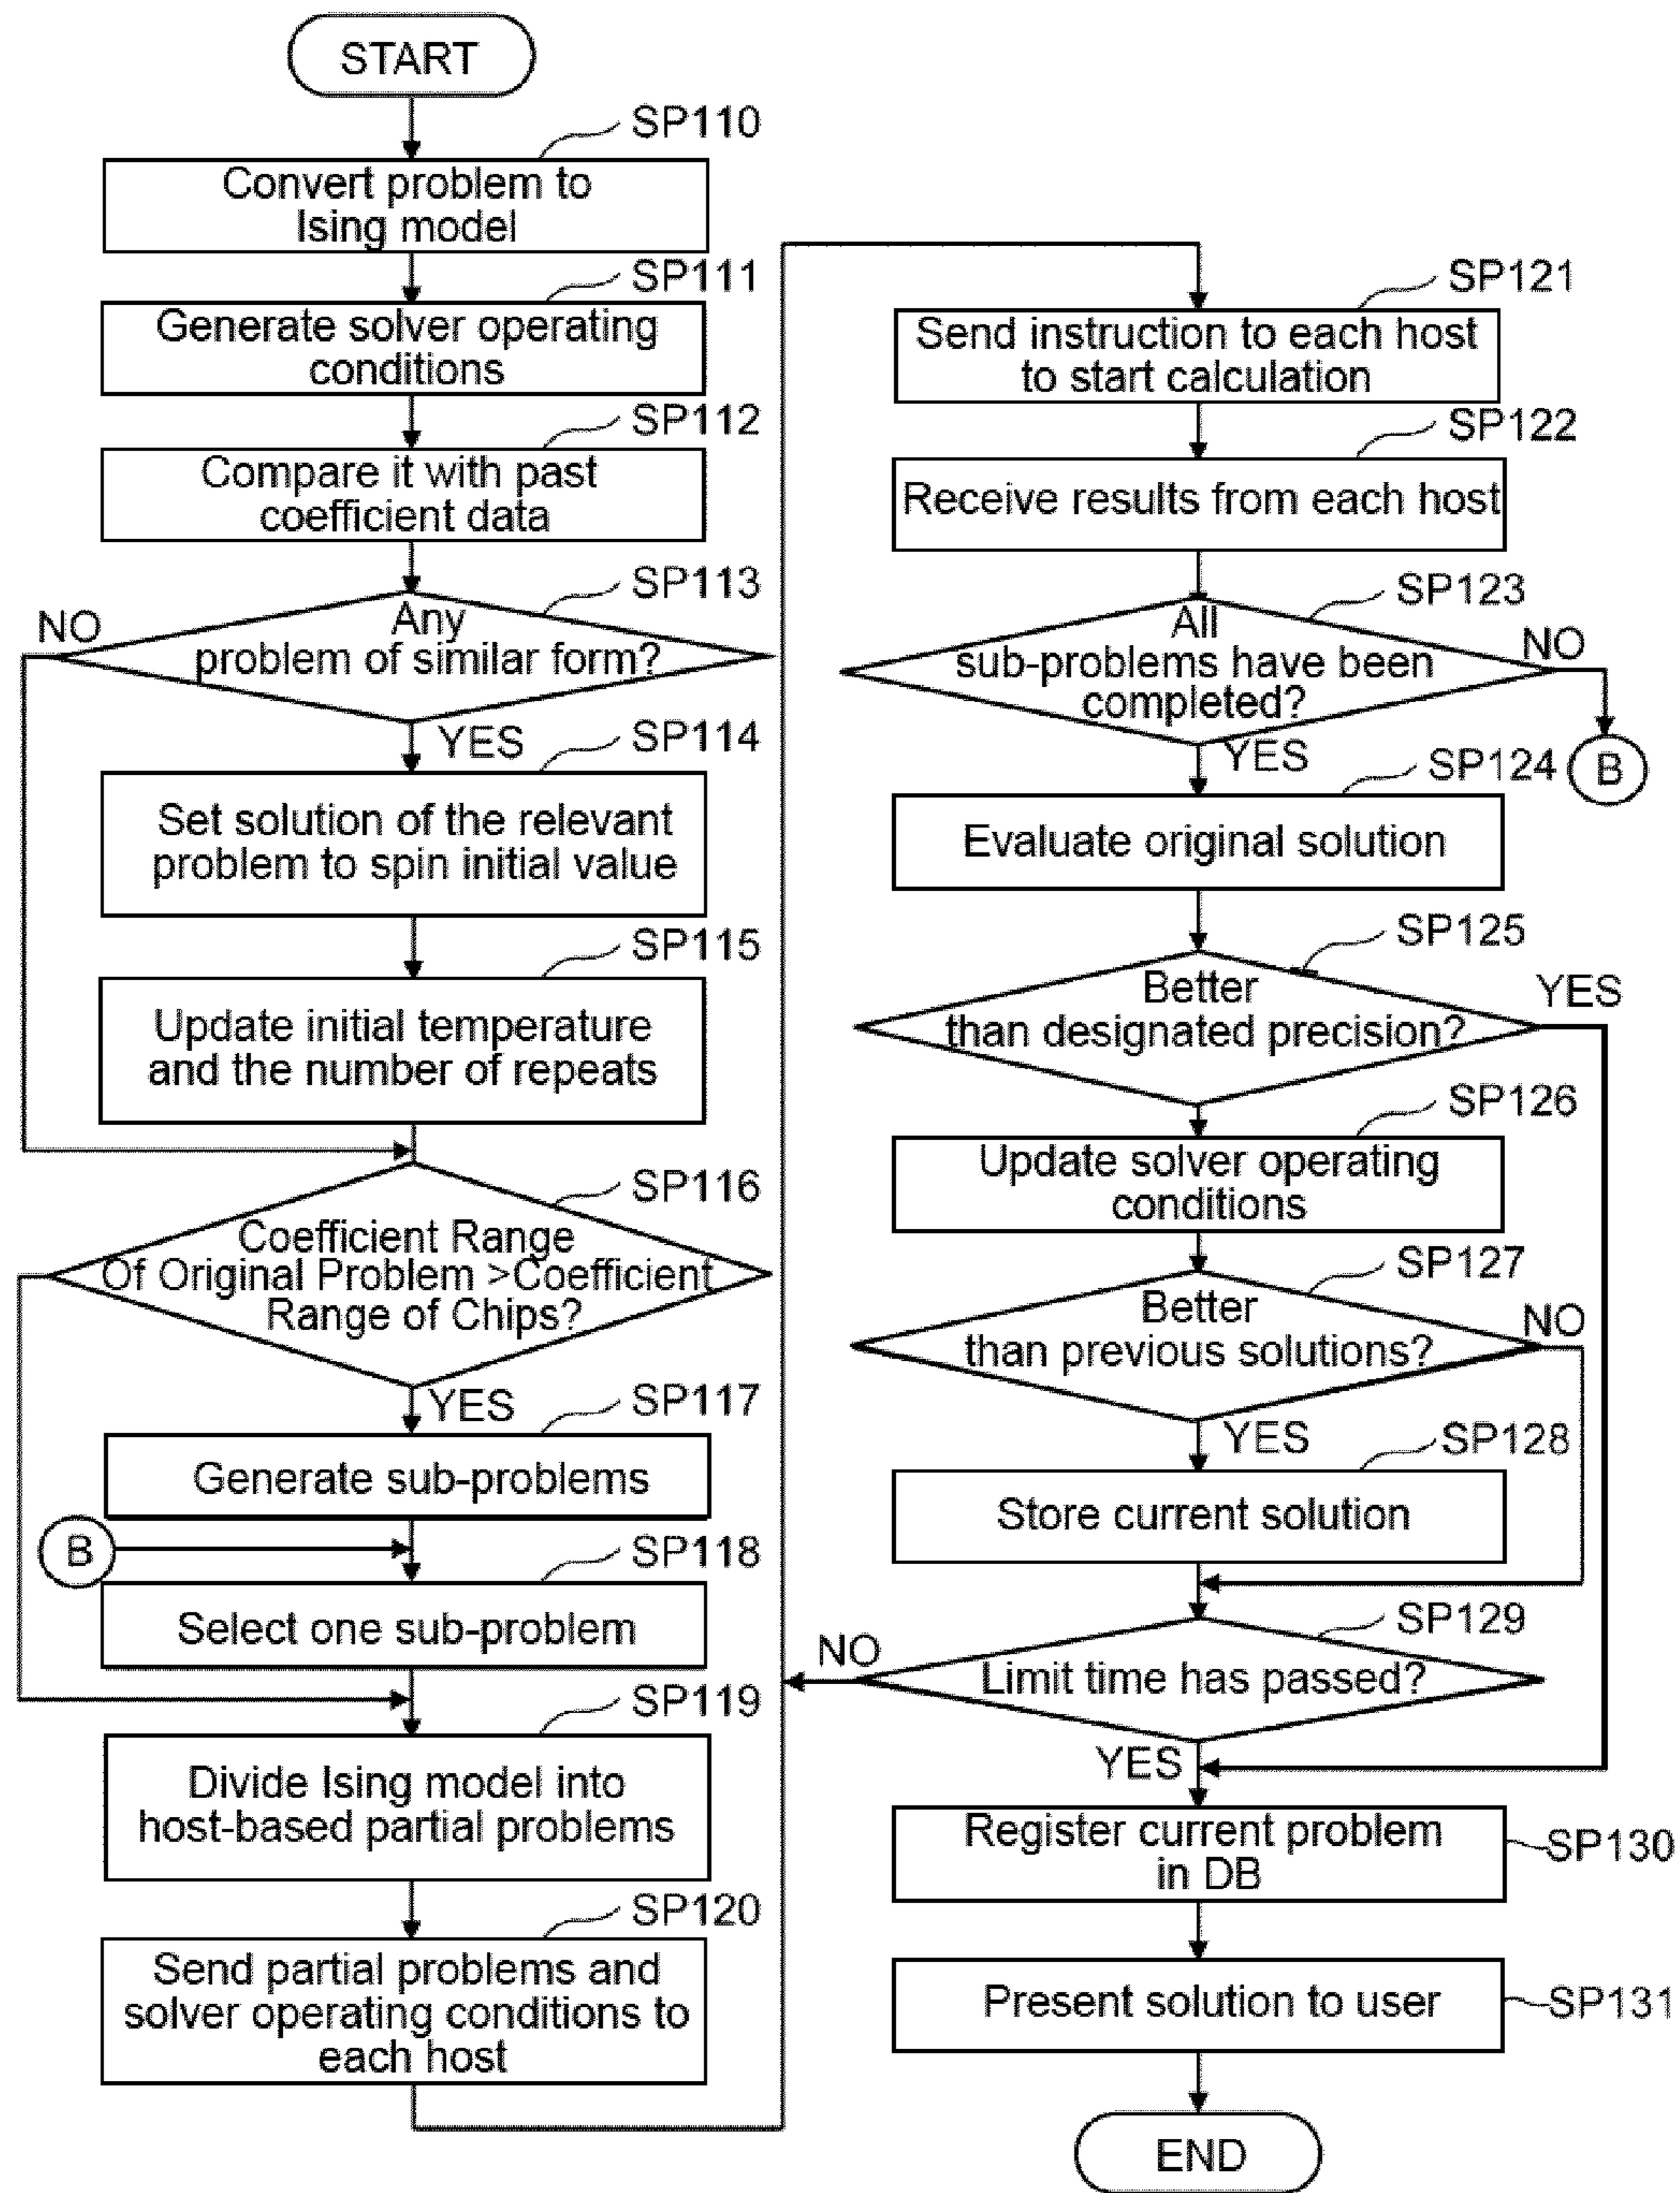 START
SP110
Convert problem to
Ising model
SP111
Generate solver operating
conditions
SP112
Compare it with past
coefficient data
SP113
NO
Any
problem of similar form?
YES
SP114
Set solution of the relevant
problem to spin initial value
SP115
Update initial temperature
and the number of repeats
SP116
Coefficient Range
Of Original Problem >Coefficient
Range of Chips?
YES
SP117
Generate sub-problems
B
SP118
Select one sub-problem
SP119
Divide Ising model into
host-based partial problems
SP120
Send partial problems and
solver operating conditions to
each host
SP121
Send instruction to each host
to start calculation
SP122
Receive results from each host
SP123
All
sub-problems have been
completed?
NO
B
YES
SP124
Evaluate original solution
SP125
Better
than designated precision?
YES
SP126
Update solver operating
conditions
SP127
Better
than previous solutions?
NO
YES
SP128
Store current solution
SP129
NO
Limit time has passed?
YES
Register current problem
in DB
SP130
Present solution to user
SP131
END